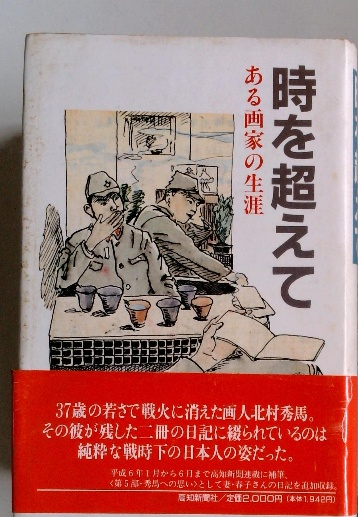 時を超えて
ある画家の生涯
37歳の若さで戦火に消えた画人北村秀馬。
その彼が残した二冊の日記に綴られているのは
純粋な戦時下の日本人の姿だった。
平成6年1月から6月まで高知新聞連載に補筆、
〈第5部・秀馬への思い〉として妻・春子さんの日記を追加収録。
高知新聞社/定価2,000円(本体1,942円)